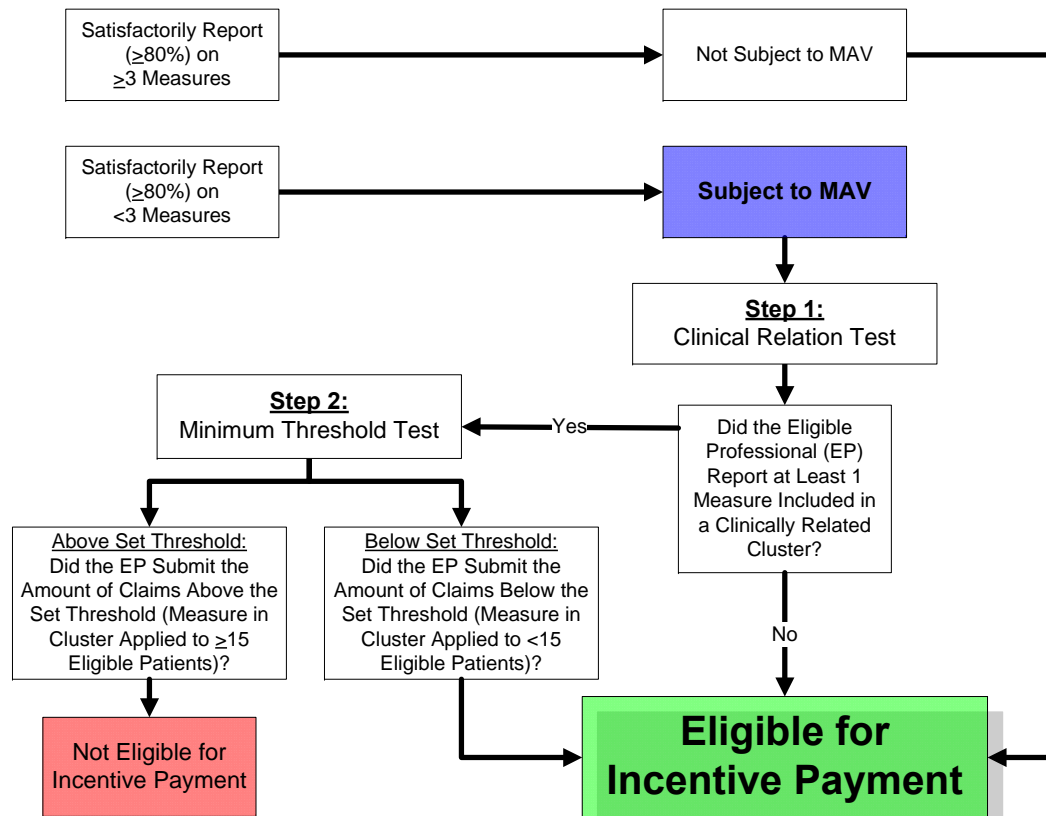 Satisfactorily Report
(≥80%) on
≥3 Measures
Not Subject to MAV
Satisfactorily Report
(≥80%) on
<3 Measures
Subject to MAV
Step 1:
Clinical Relation Test
Step 2:
Minimum Threshold Test
Yes
Did the Eligible
Professional (EP)
Report at Least 1
Measure Included in
a Clinically Related
Cluster?
Above Set Threshold:
Did the EP Submit the
Amount of Claims Above the
Set Threshold (Measure in
Cluster Applied to ≥15
Eligible Patients)?
Below Set Threshold:
Did the EP Submit the
Amount of Claims Below the
Set Threshold (Measure in
Cluster Applied to <15
Eligible Patients)?
No
Not Eligible for
Incentive Payment
Eligible for
Incentive Payment